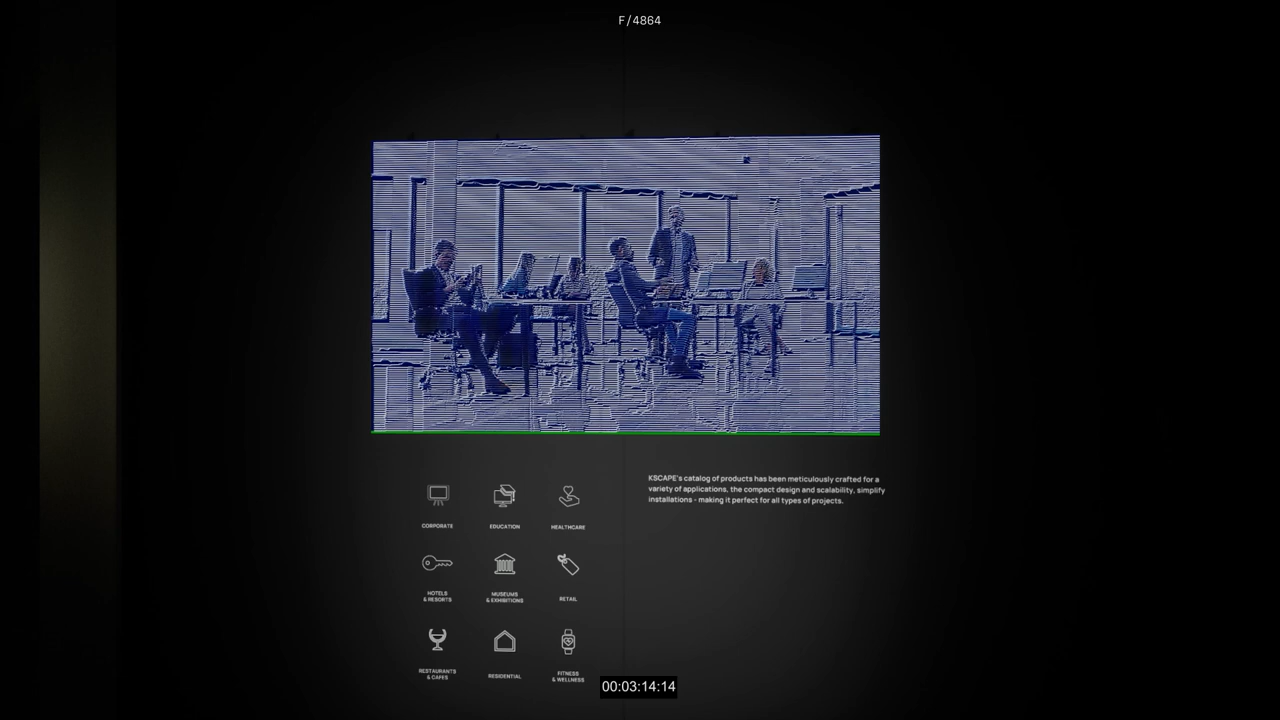 F/4864
KSCAPE's catalog of products has been meticulously crafted for a
variety of applications, the compact design and scalability, simplify
installations - making it perfect for all types of projects.
CORPORATE
EDUCATION
HEALTHCARE
HOTELS
& RESORTS
MUSEUMS
& EXHIBITIONS
RETAIL
RESTAURANTS
& CAFES
RESIDENTIAL
FITNESS
& WELLNESS
00:03:14:14